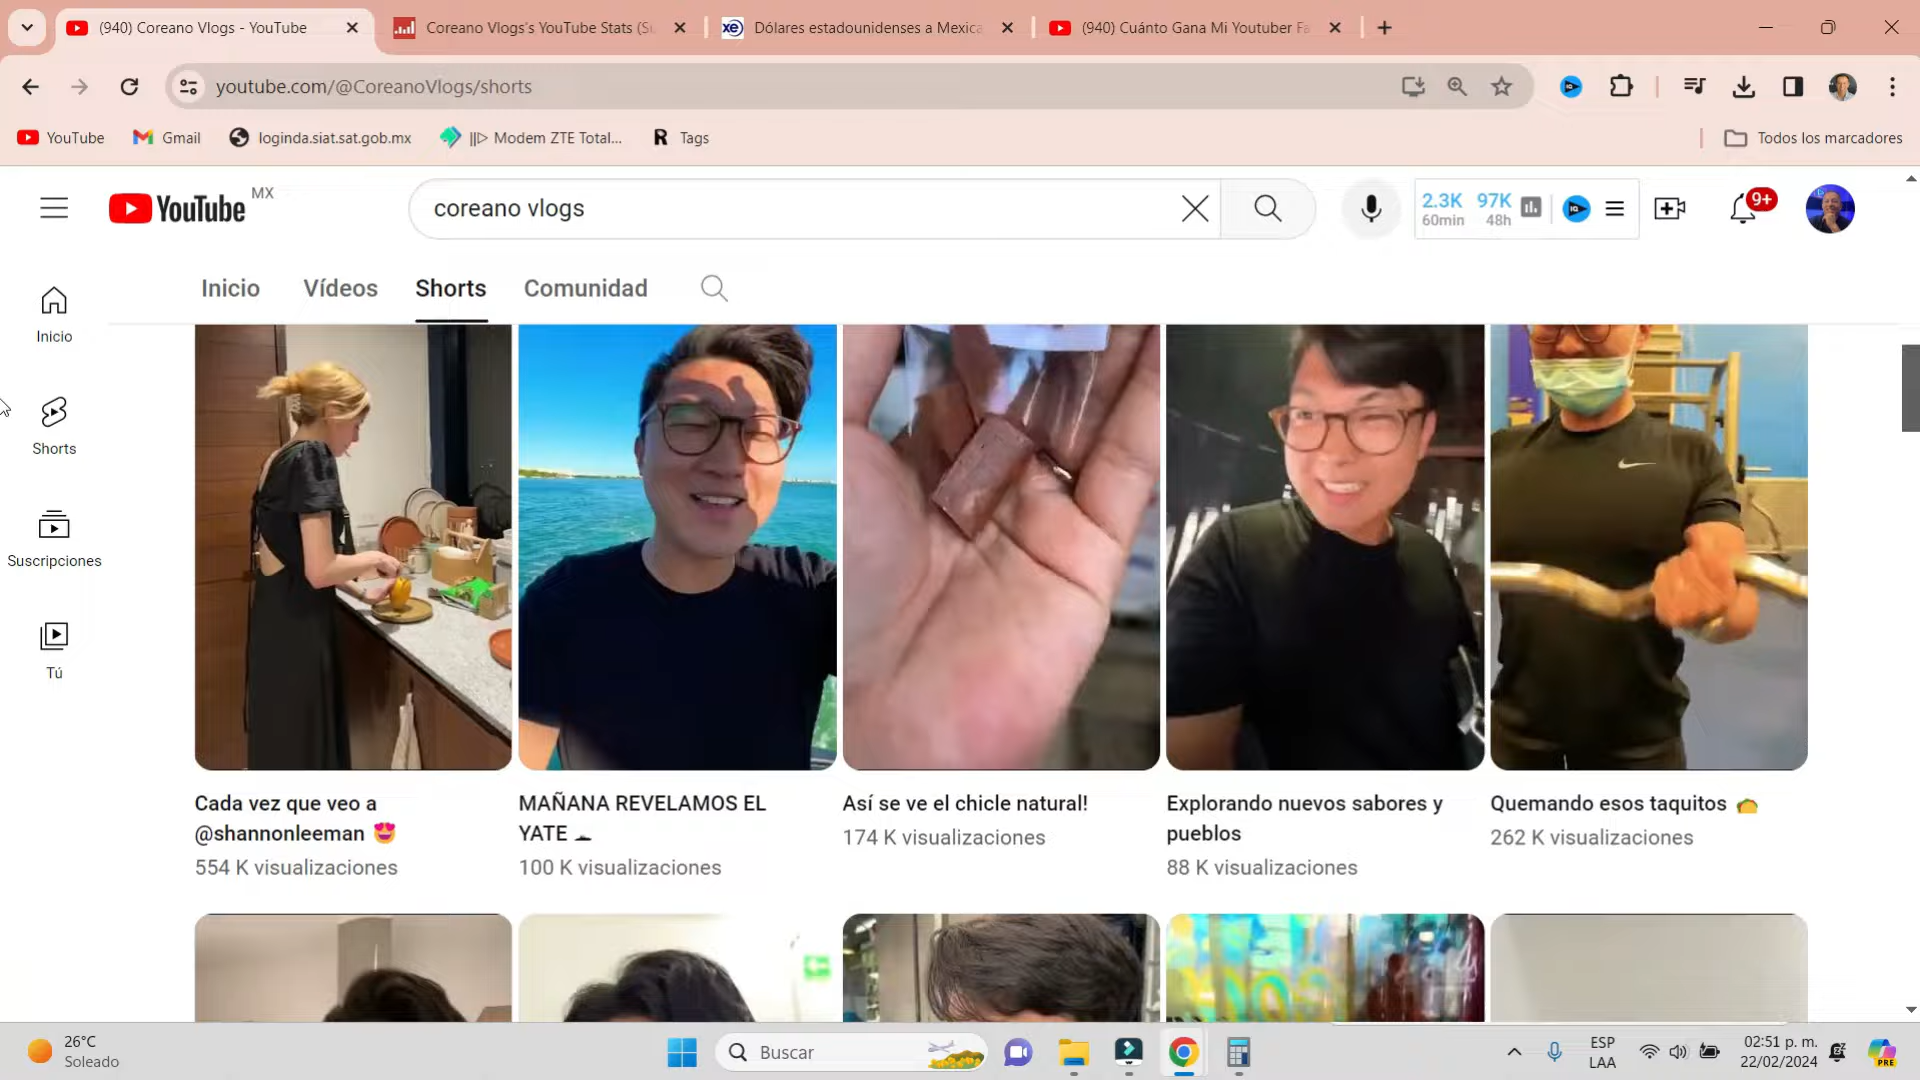 (940) Coreano Vlogs - YouTube
Coreano Vlogs's YouTube Stats (Su
xe Dólares estadounidenses a Mexica
(940) Cuánto Gana Mi Youtuber Fa
youtube.com/@CoreanoVlogs/shorts
YouTube
Gmail
loginda.siat.sat.gob.mx
||▷ Modem ZTE Total...
R Tags
Todos los marcadores
YouTube MX
coreano vlogs
2.3K 97K
60min 48h
IQ
9+
Inicio Vídeos Shorts Comunidad
Inicio
Shorts
Suscripciones
Tú
Cada vez que veo a
@shannonleeman 😍
554 K visualizaciones
MAÑANA REVELAMOS EL
YATE
100 K visualizaciones
Así se ve el chicle natural!
174 K visualizaciones
Explorando nuevos sabores y
pueblos
88 K visualizaciones
Quemando esos taquitos 🌮
262 K visualizaciones
26°C
Soleado
Buscar
ESP
LAA
02:51 p. m.
22/02/2024
PRE